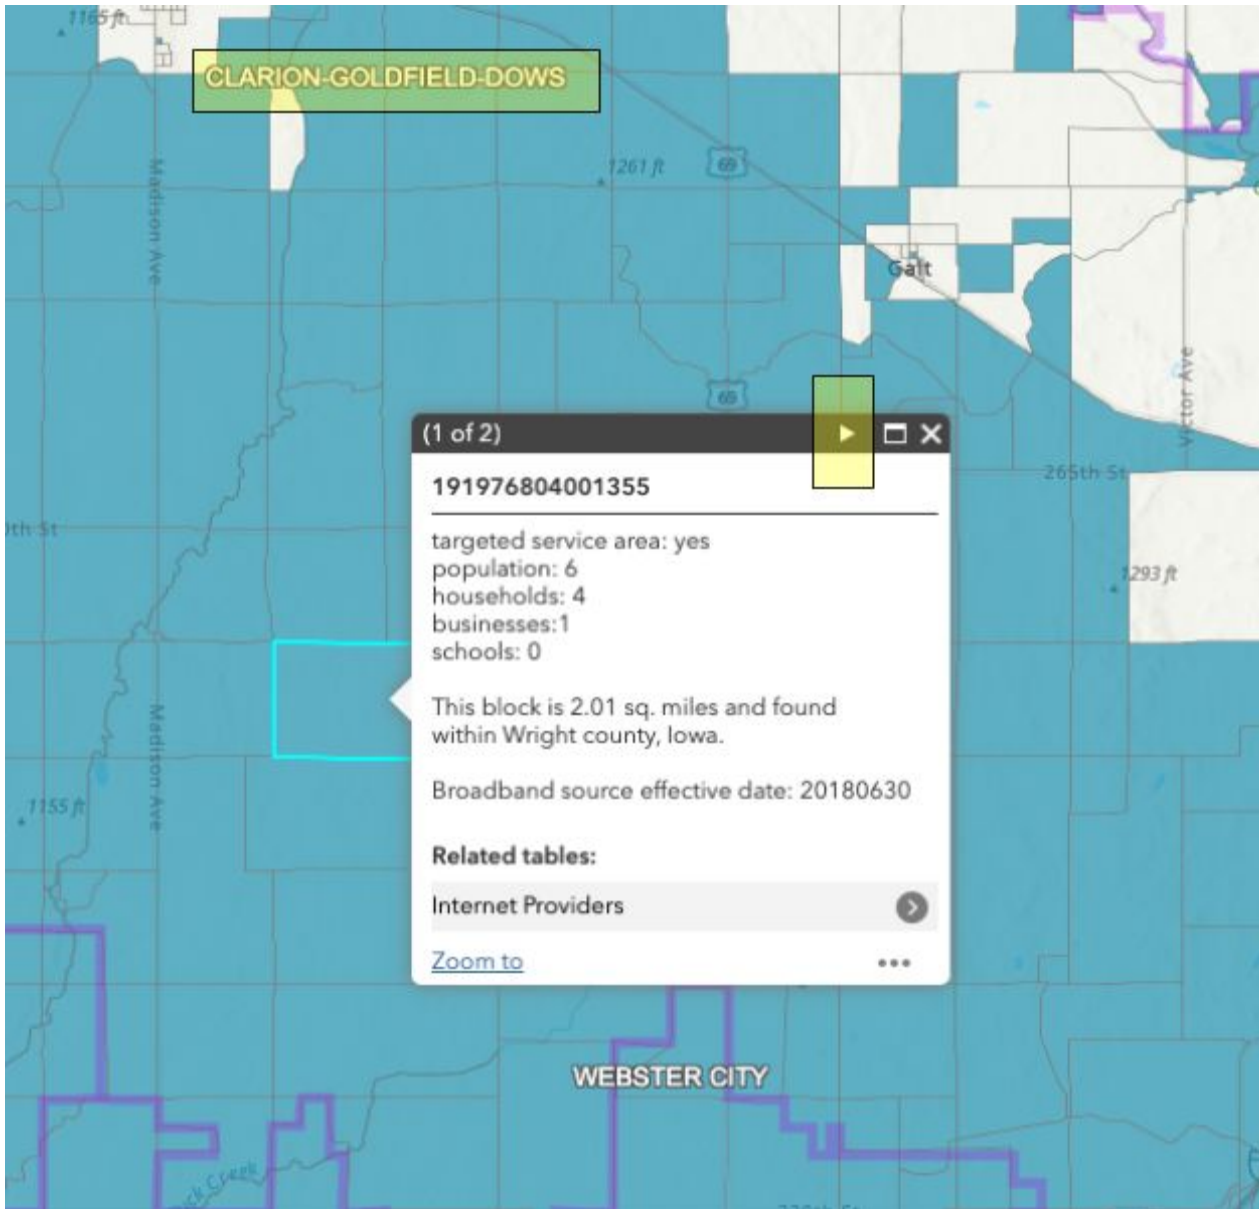 1165 ft
CLARION-GOLDFIELD-DOWS
Madison Ave
1261 ft
69
Galt
Victor Ave
69
(1 of 2)
265th St
191976804001355
th St
targeted service area: yes
population: 6
1293 ft
households: 4
businesses:1
schools: 0
This block is 2.01 sq. miles and found
within Wright county, Iowa.
Madison Ave
Broadband source effective date: 20180630
1155 ft
Related tables:
Internet Providers
Zoom to
WEBSTER CITY
Creek